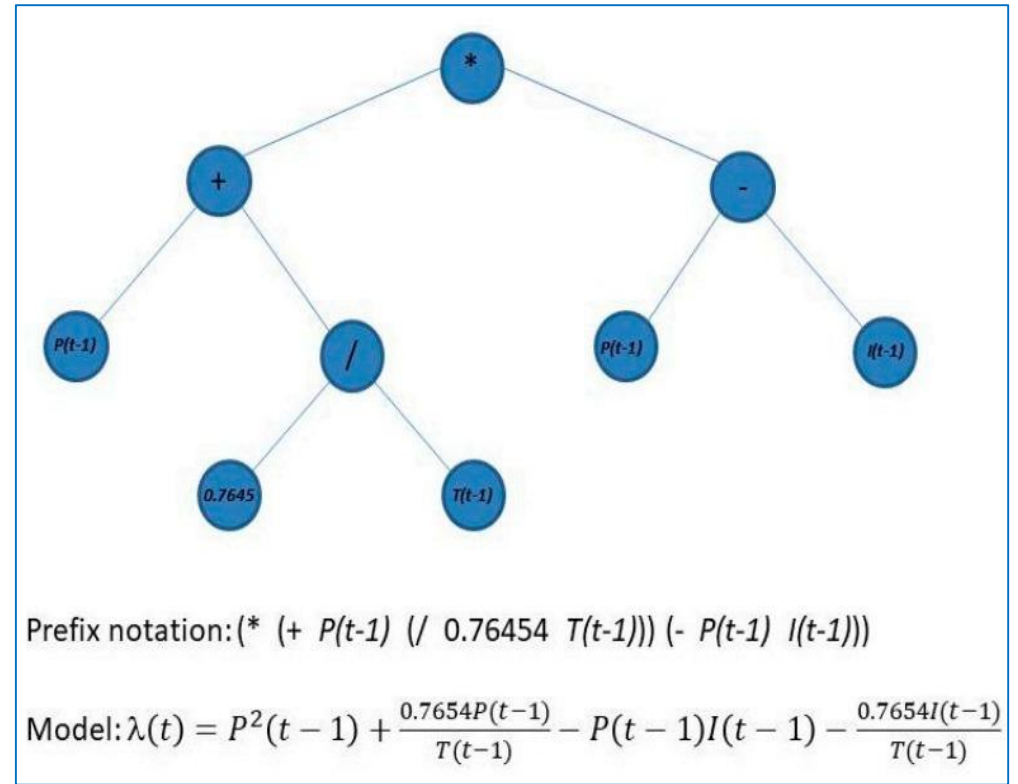 *
+
-
P(t-1)
/
P(t-1)
I(t-1)
0.7645
T(t-1)
Prefix notation:(* (+ P(t-1) (/ 0.76454 T(t-1))) (- P(t-1) I(t-1)))
Model: λ(t) = P²(t − 1) + 0.7654P(t−1)/T(t−1) − P(t − 1)I(t − 1) − 0.7654I(t−1)/T(t−1)